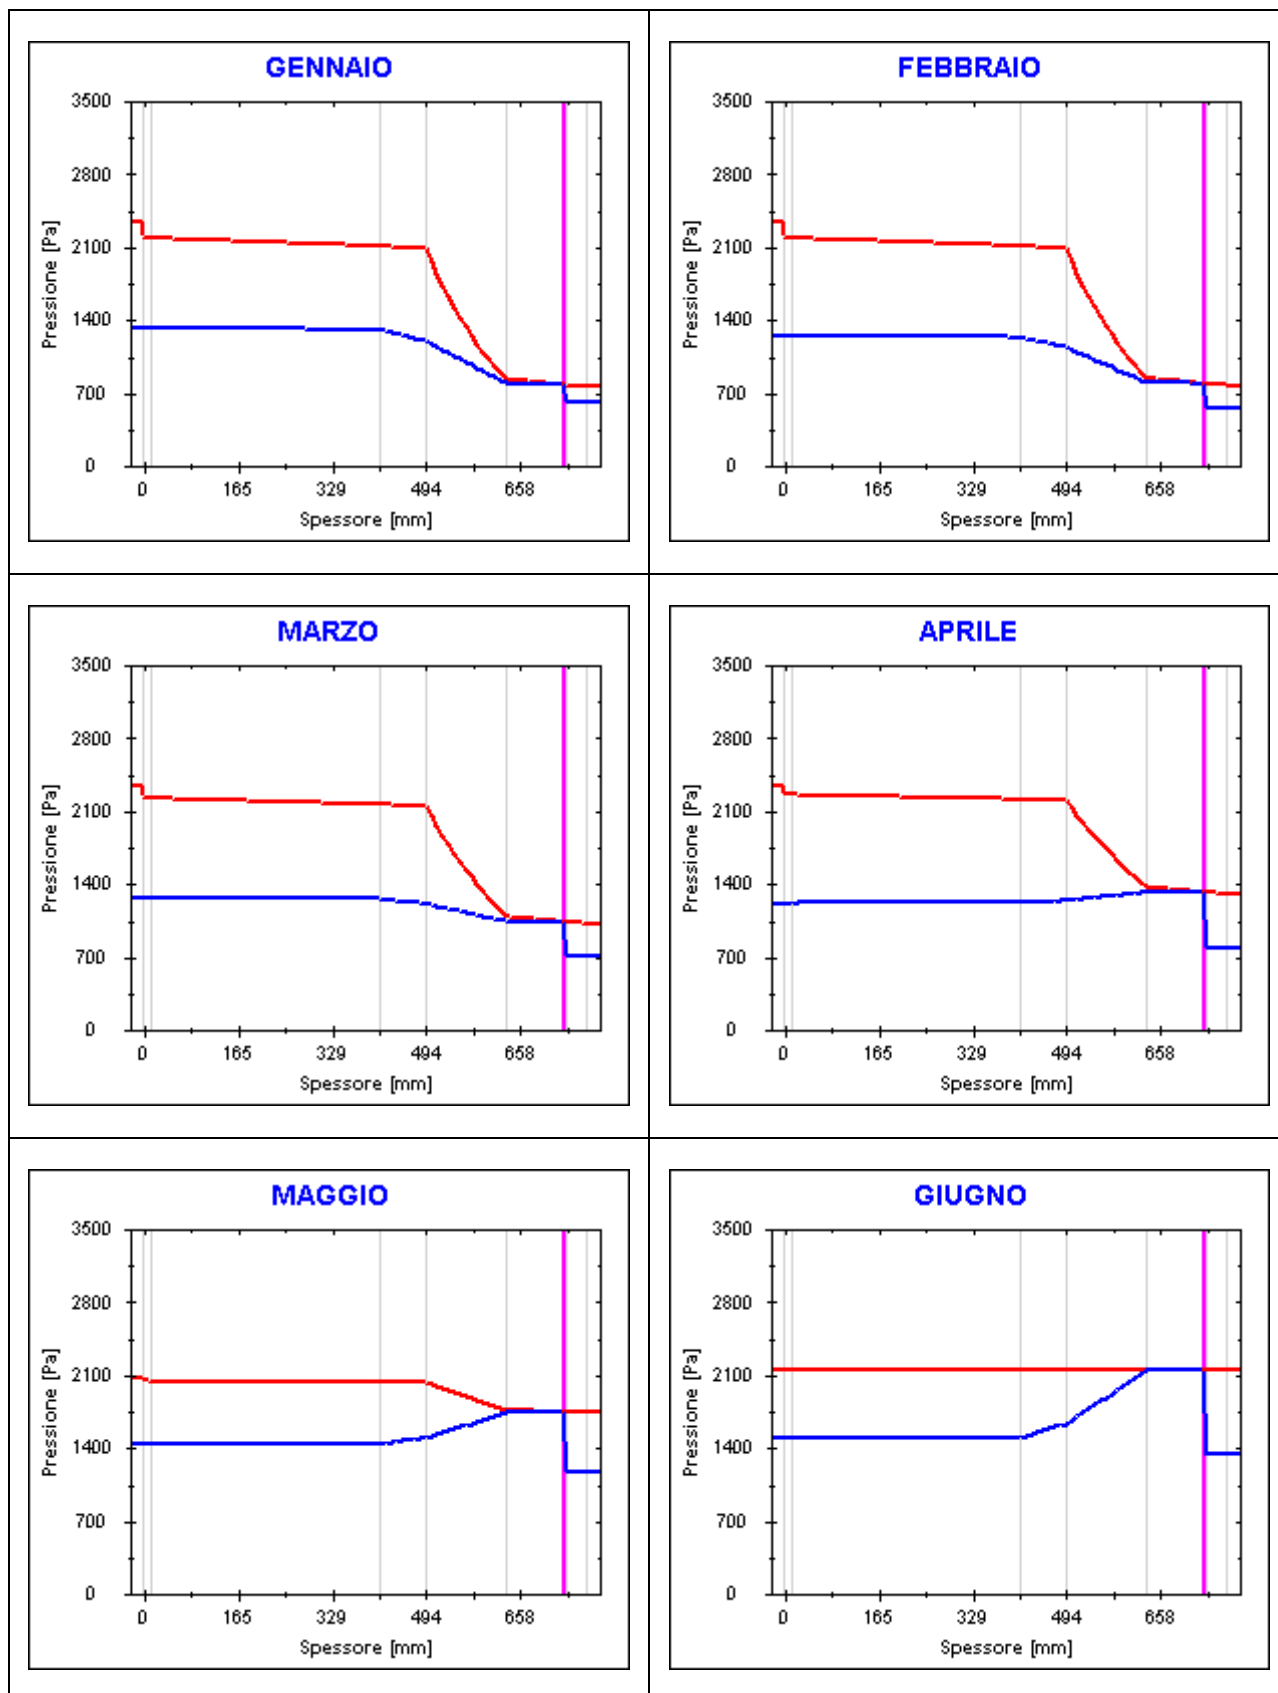 GENNAIO
3500
2800
2100
1400
700
0
Pressione [Pa]
0 165 329 494 658
Spessore [mm]
FEBBRAIO
3500
2800
2100
1400
700
0
Pressione [Pa]
0 165 329 494 658
Spessore [mm]
MARZO
3500
2800
2100
1400
700
0
Pressione [Pa]
0 165 329 494 658
Spessore [mm]
APRILE
3500
2800
2100
1400
700
0
Pressione [Pa]
0 165 329 494 658
Spessore [mm]
MAGGIO
3500
2800
2100
1400
700
0
Pressione [Pa]
0 165 329 494 658
Spessore [mm]
GIUGNO
3500
2800
2100
1400
700
0
Pressione [Pa]
0 165 329 494 658
Spessore [mm]